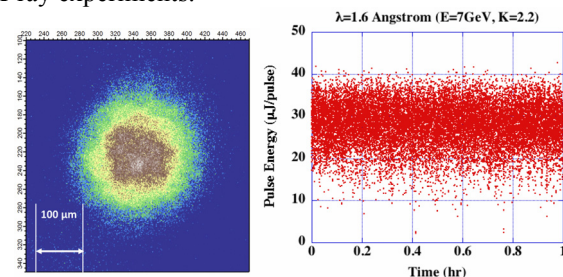 ray experiments.
λ=1.6 Angstrom (E=7GeV, K=2.2)
220 240 260 280 300 320 340 360 380 400 420 440 460
100
120
140
160
180
200
220
240
260
280
300
320
340
100 μm
50
40
30
20
10
0
Pulse Energy (μJ/pulse)
0 0.2 0.4 0.6 0.8 1
Time (hr)